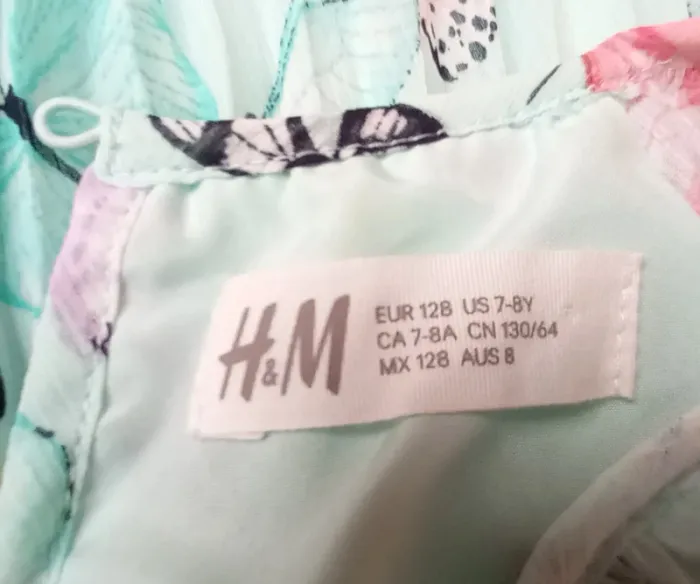 H&M
EUR 128 US 7-8Y
CA 7-8A CN 130/64
MX 128 AUS 8